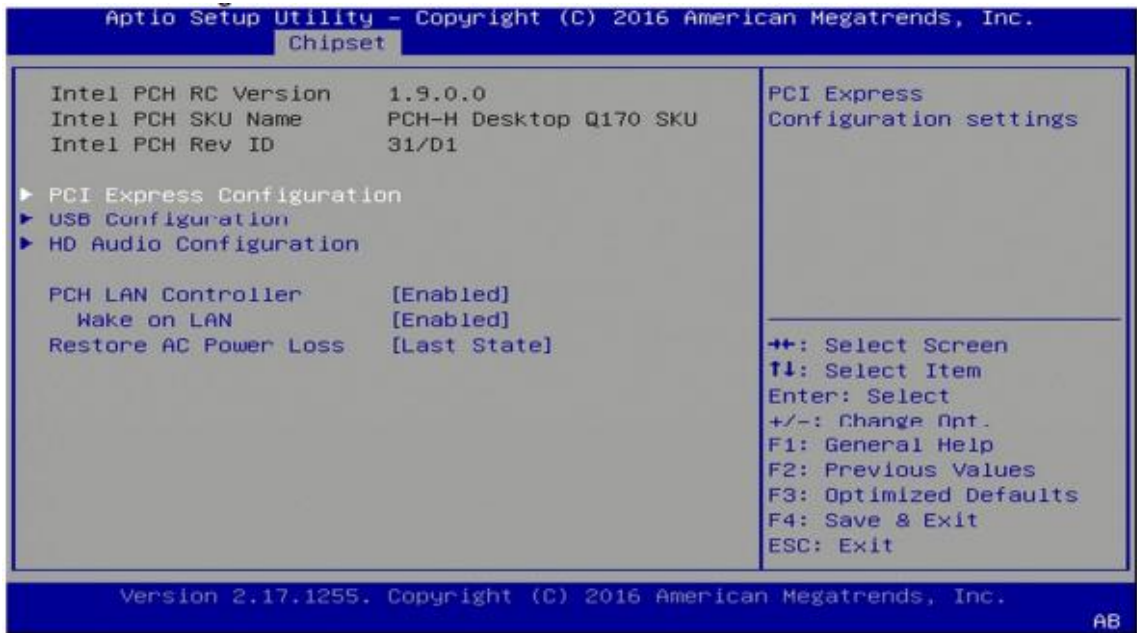 Aptio Setup Utility – Copyright (C) 2016 American Megatrends, Inc.
Chipset
Intel PCH RC Version 1.9.0.0
Intel PCH SKU Name PCH-H Desktop Q170 SKU
Intel PCH Rev ID 31/D1
► PCI Express Configuration
► USB Configuration
► HD Audio Configuration
PCH LAN Controller [Enabled]
Wake on LAN [Enabled]
Restore AC Power Loss [Last State]
PCI Express
Configuration settings
→←: Select Screen
↑↓: Select Item
Enter: Select
+/-: Change Opt.
F1: General Help
F2: Previous Values
F3: Optimized Defaults
F4: Save & Exit
ESC: Exit
Version 2.17.1255. Copyright (C) 2016 American Megatrends, Inc.
AB